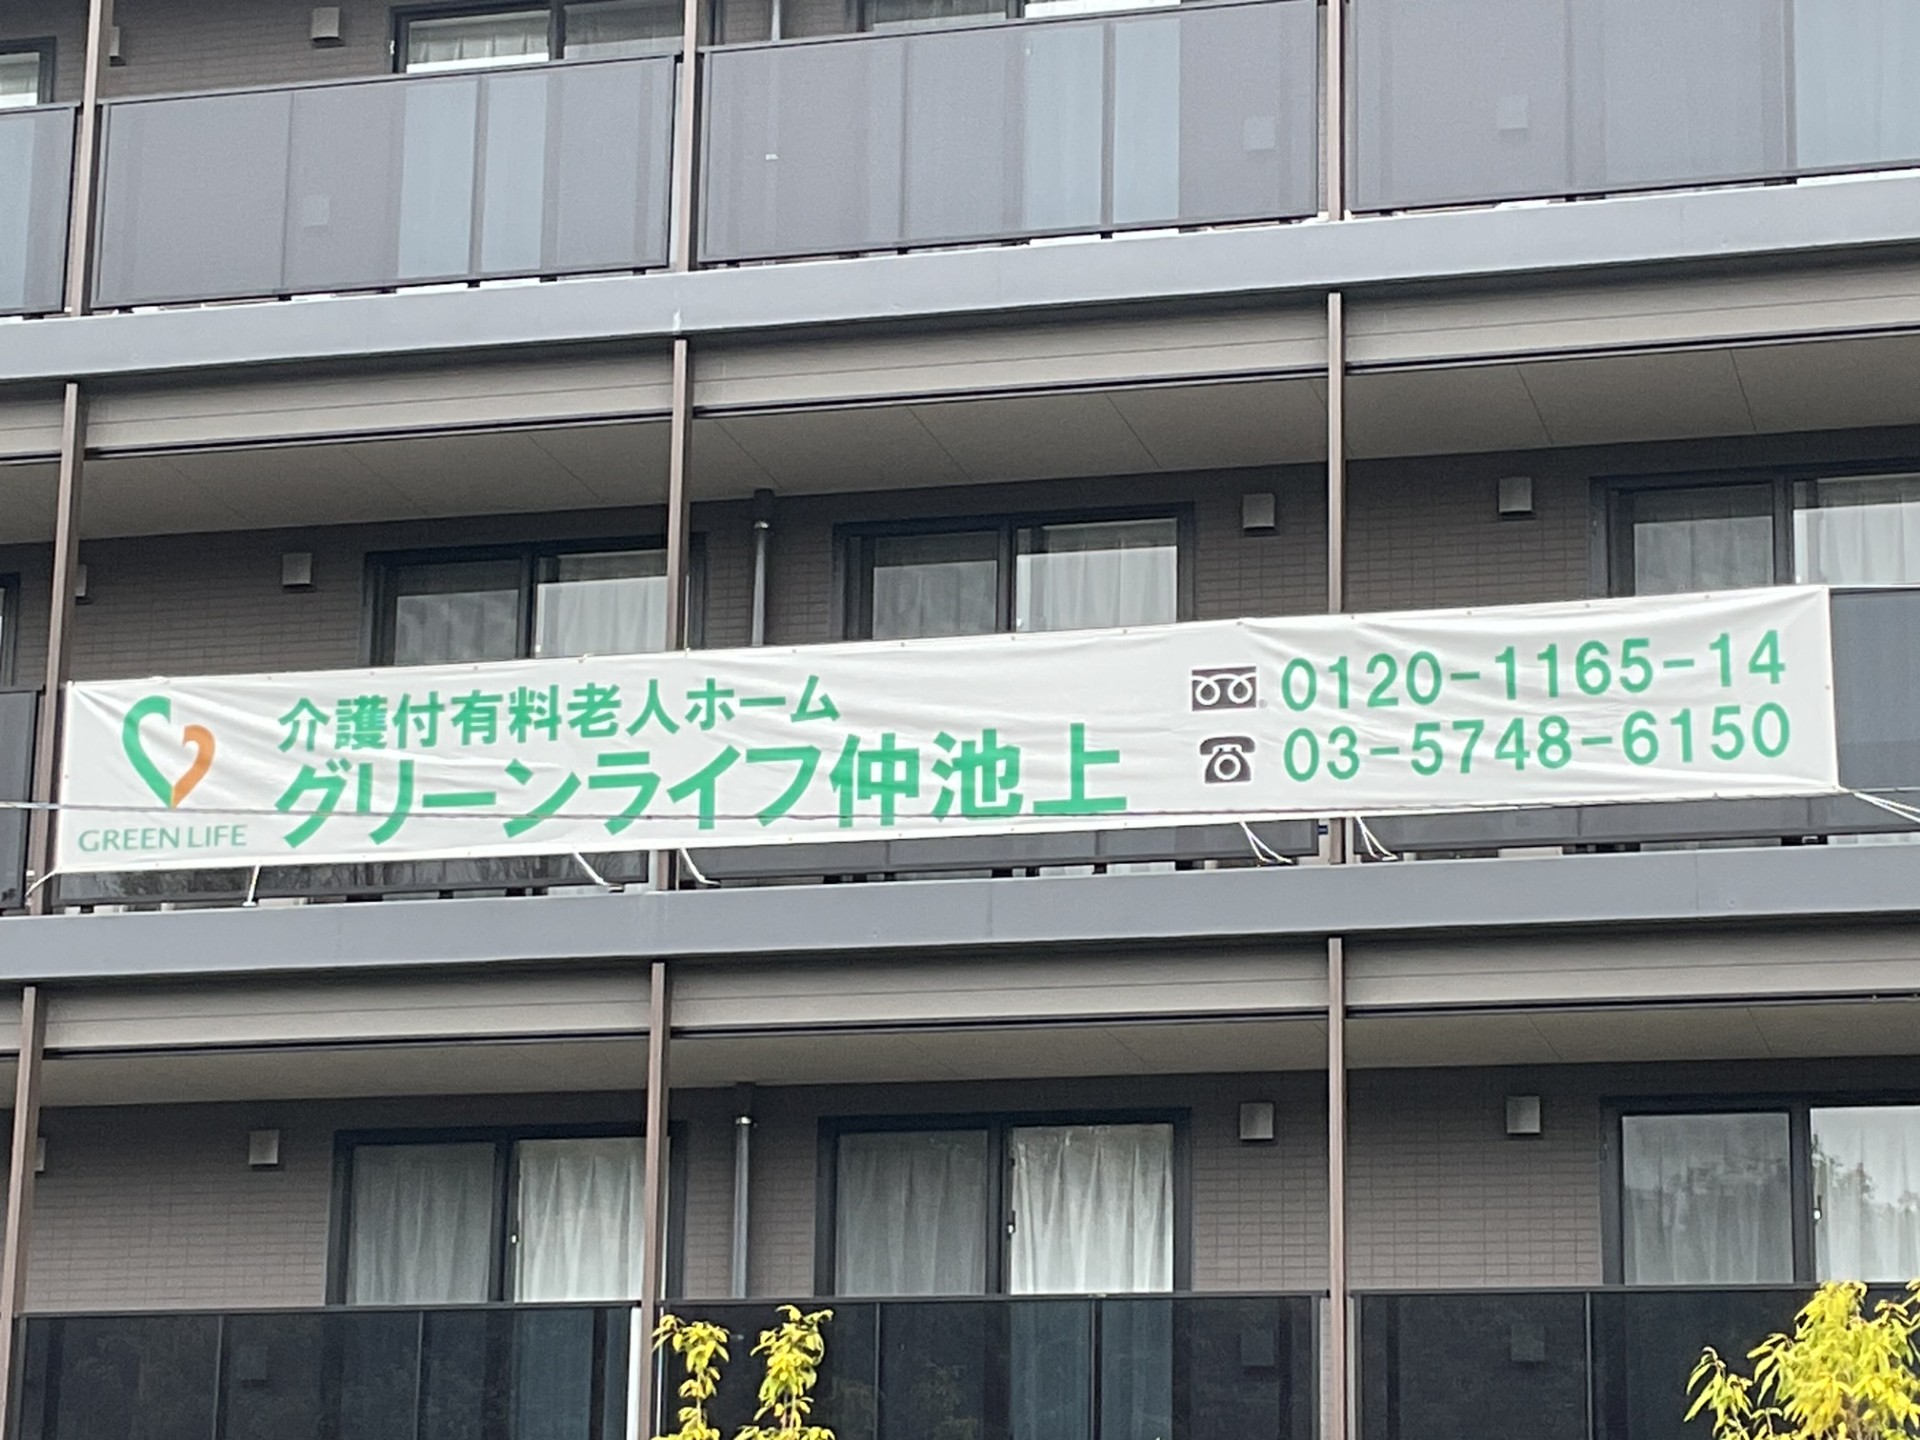 GREEN LIFE
介護付有料老人ホーム
グリーンライフ仲池上
0120-1165-14
03-5748-6150